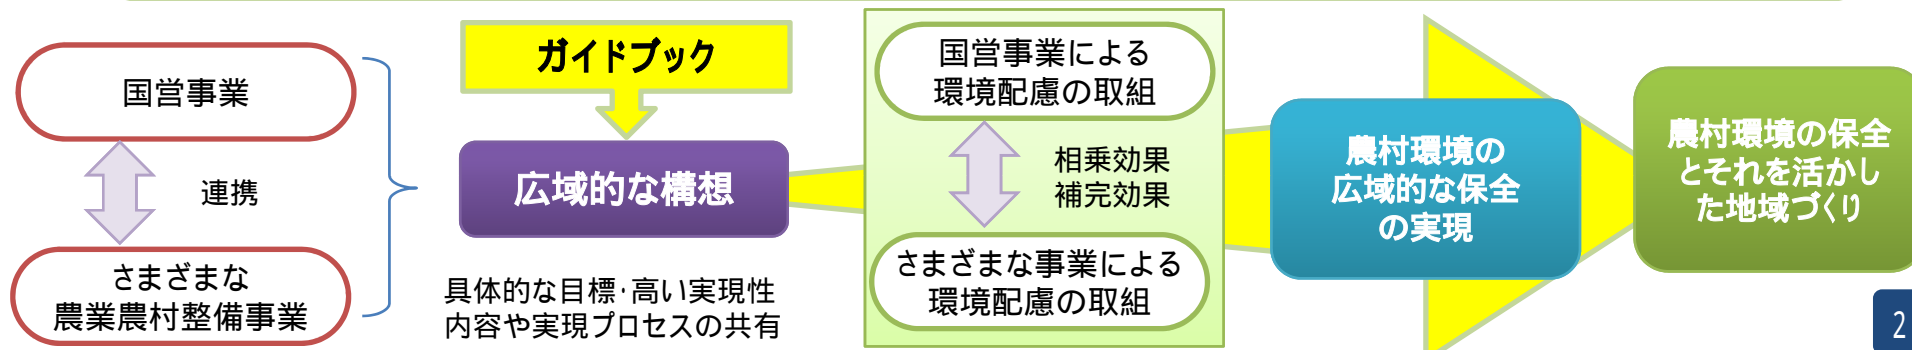 国営事業
連携
さまざまな
農業農村整備事業
ガイドブック
広域的な構想
具体的な目標・高い実現性
内容や実現プロセスの共有
国営事業による
環境配慮の取組
相乗効果
補完効果
さまざまな事業による
環境配慮の取組
農村環境の
広域的な保全
の実現
農村環境の保全
とそれを活かし
た地域づくり
2